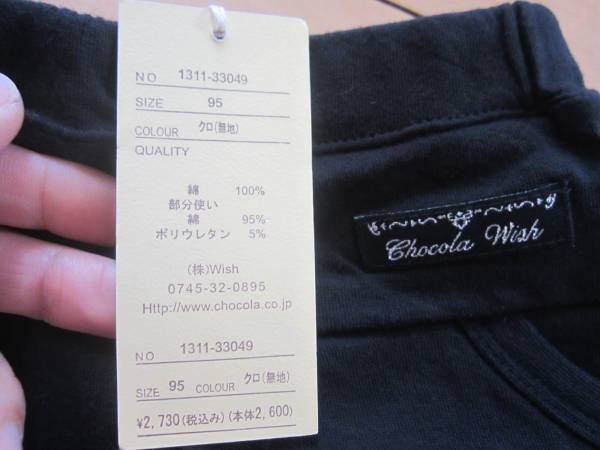 NO 1311-33049
SIZE 95
COLOUR クロ(無地)
QUALITY
綿 100%
部分使い
綿 95%
ポリウレタン 5%
(株)Wish
0745-32-0895
Http://www.chocola.co.jp
NO 1311-33049
SIZE 95 COLOUR クロ(無地)
¥2,730(税込み)(本体2,600)
Chocola Wish